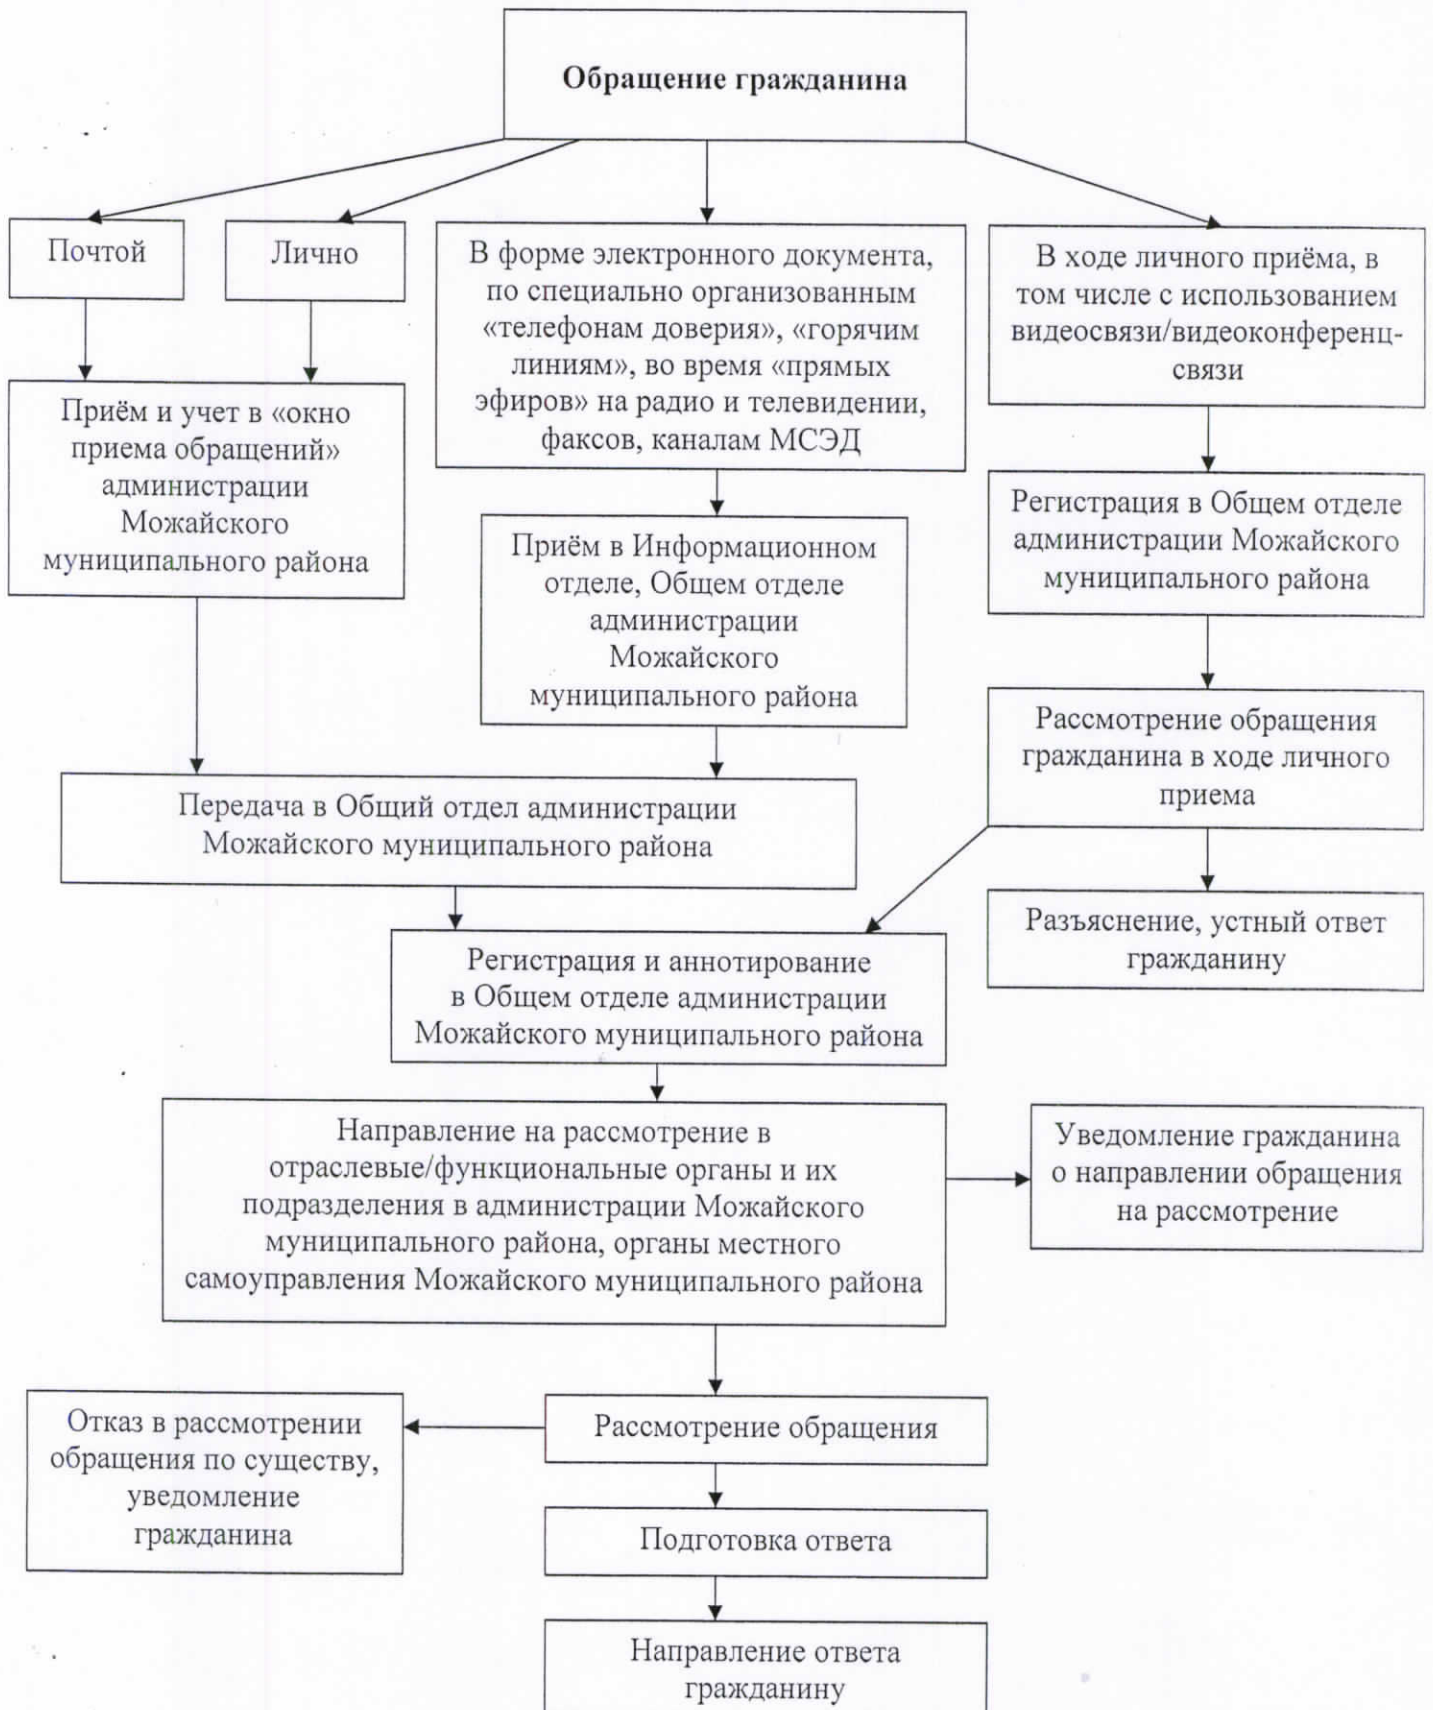 Обращение гражданина
Почтой
Лично
В форме электронного документа,
по специально организованным
«телефонам доверия», «горячим
линиям», во время «прямых
эфиров» на радио и телевидении,
факсов, каналам МСЭД
В ходе личного приёма, в
том числе с использованием
видеосвязи/видеоконференц-
связи
Приём и учет в «окно
приема обращений»
администрации
Можайского
муниципального района
Приём в Информационном
отделе, Общем отделе
администрации
Можайского
муниципального района
Регистрация в Общем отделе
администрации Можайского
муниципального района
Рассмотрение обращения
гражданина в ходе личного
приема
Передача в Общий отдел администрации
Можайского муниципального района
Разъяснение, устный ответ
гражданину
Регистрация и аннотирование
в Общем отделе администрации
Можайского муниципального района
Направление на рассмотрение в
отраслевые/функциональные органы и их
подразделения в администрации Можайского
муниципального района, органы местного
самоуправления Можайского муниципального района
Уведомление гражданина
о направлении обращения
на рассмотрение
Отказ в рассмотрении
обращения по существу,
уведомление
гражданина
Рассмотрение обращения
Подготовка ответа
Направление ответа
гражданину